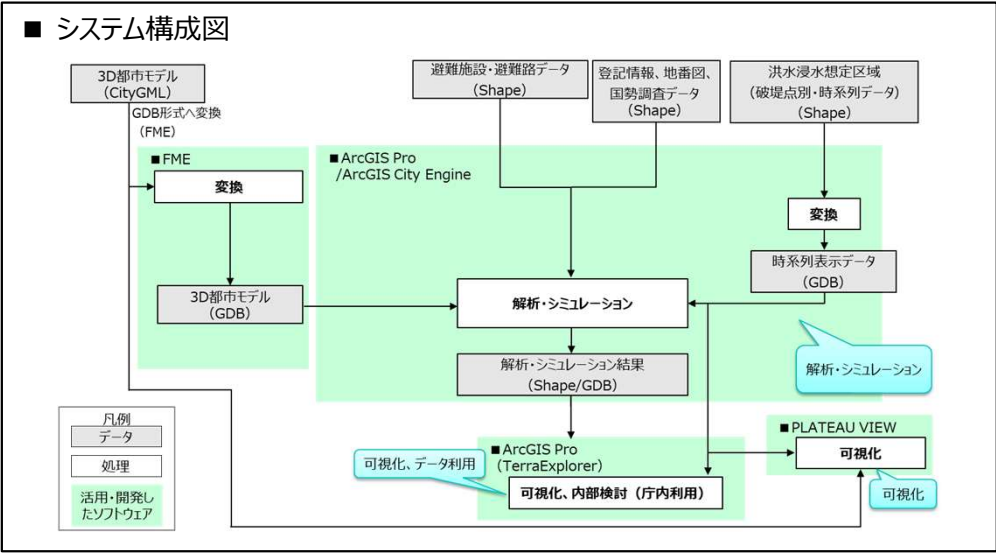 ■ システム構成図
3D都市モデル
(CityGML)
GDB形式へ変換
(FME)
避難施設・避難路データ
(Shape)
登記情報、地番図、
国勢調査データ
(Shape)
洪水浸水想定区域
(破堤点別・時系列データ)
(Shape)
■FME
変換
3D都市モデル
(GDB)
■ArcGIS Pro
/ArcGIS City Engine
変換
時系列表示データ
(GDB)
解析・シミュレーション
解析・シミュレーション結果
(Shape/GDB)
解析・シミュレーション
凡例
データ
処理
活用・開発し
たソフトウェア
可視化、データ利用
■ArcGIS Pro
(TerraExplorer)
可視化、内部検討(庁内利用)
■PLATEAU VIEW
可視化
可視化